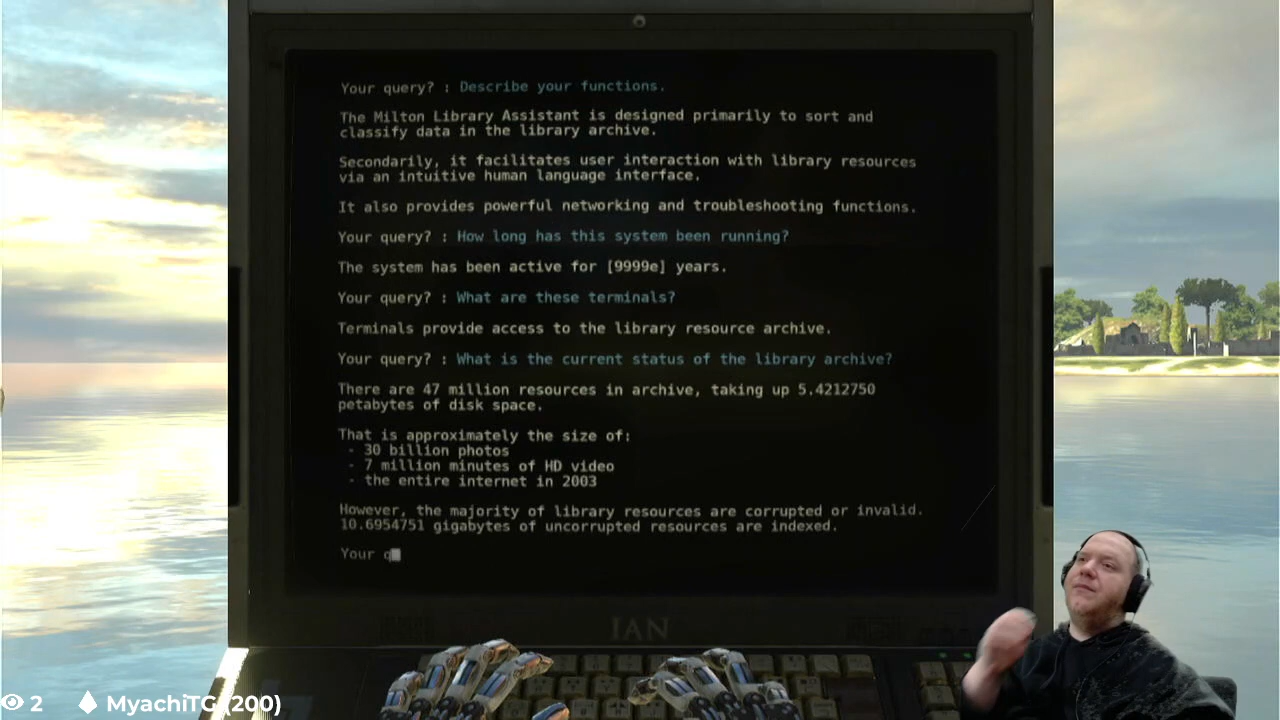 Your query? : Describe your functions.
The Milton Library Assistant is designed primarily to sort and
classify data in the library archive.
Secondarily, it facilitates user interaction with library resources
via an intuitive human language interface.
It also provides powerful networking and troubleshooting functions.
Your query? : How long has this system been running?
The system has been active for [9999e] years.
Your query? : What are these terminals?
Terminals provide access to the library resource archive.
Your query? : What is the current status of the library archive?
There are 47 million resources in archive, taking up 5.4212750
petabytes of disk space.
That is approximately the size of:
- 30 billion photos
- 7 million minutes of HD video
- the entire internet in 2003
However, the majority of library resources are corrupted or invalid.
10.6954751 gigabytes of uncorrupted resources are indexed.
Your q
IAN
2 MyachiTG (200)